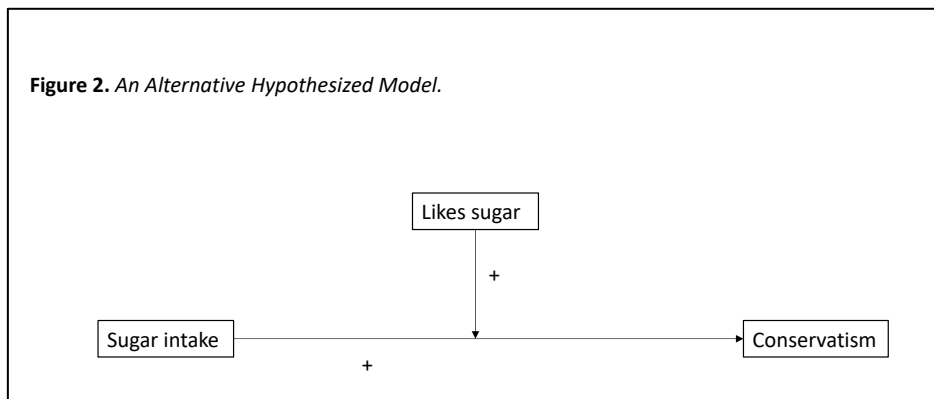 Figure 2. An Alternative Hypothesized Model.
Likes sugar
+
Sugar intake
Conservatism
+